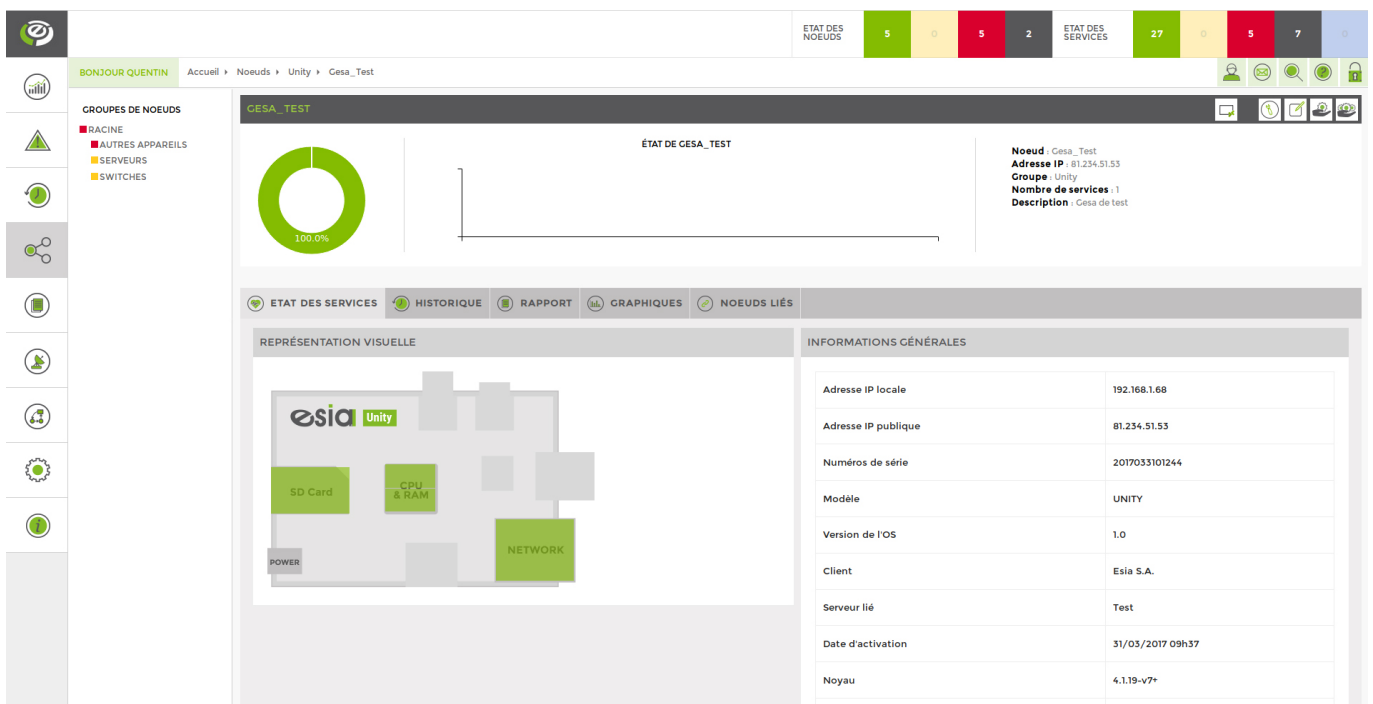 ETAT DES NOEUDS
5
0
5
2
ETAT DES SERVICES
27
0
5
7
0
BONJOUR QUENTIN
Accueil
Noeuds
Unity
Gesa_Test
GROUPES DE NOEUDS
RACINE
AUTRES APPAREILS
SERVEURS
SWITCHES
GESA_TEST
100.0%
ÉTAT DE GESA_TEST
Noeud : Gesa_Test
Adresse IP : 81.234.51.53
Groupe : Unity
Nombre de services : 1
Description : Gesa de test
ETAT DES SERVICES
HISTORIQUE
RAPPORT
GRAPHIQUES
NOEUDS LIÉS
REPRÉSENTATION VISUELLE
esia Unity
SD Card
CPU
& RAM
NETWORK
POWER
INFORMATIONS GÉNÉRALES
Adresse IP locale 192.168.1.68
Adresse IP publique 81.234.51.53
Numéros de série 2017033101244
Modèle UNITY
Version de l'OS 1.0
Client Esia S.A.
Serveur lié Test
Date d'activation 31/03/2017 09h37
Noyau 4.1.19-v7+